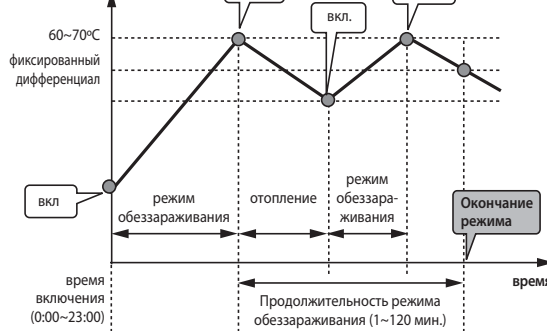 60~70ºC
фиксированный
дифференциал
вкл.
вкл
режим
обеззараживания
отопление
режим
обеззара-
живания
Окончание
режима
время
включения
(0:00~23:00)
время
Продолжительность режима
обеззараживания (1~120 мин.)